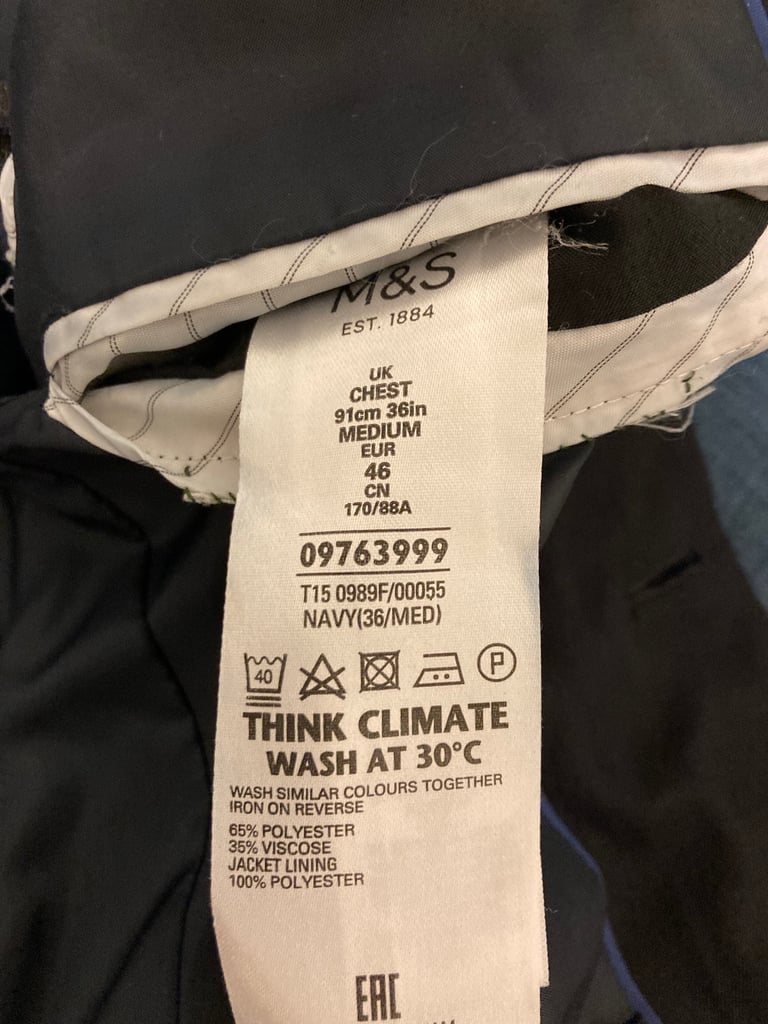 M&S
EST. 1884
UK
CHEST
91cm 36in
MEDIUM
EUR
46
CN
170/88A
09763999
T15 0989F/00055
NAVY(36/MED)
40 P
THINK CLIMATE
WASH AT 30°C
WASH SIMILAR COLOURS TOGETHER
IRON ON REVERSE
65% POLYESTER
35% VISCOSE
JACKET LINING
100% POLYESTER
EAC